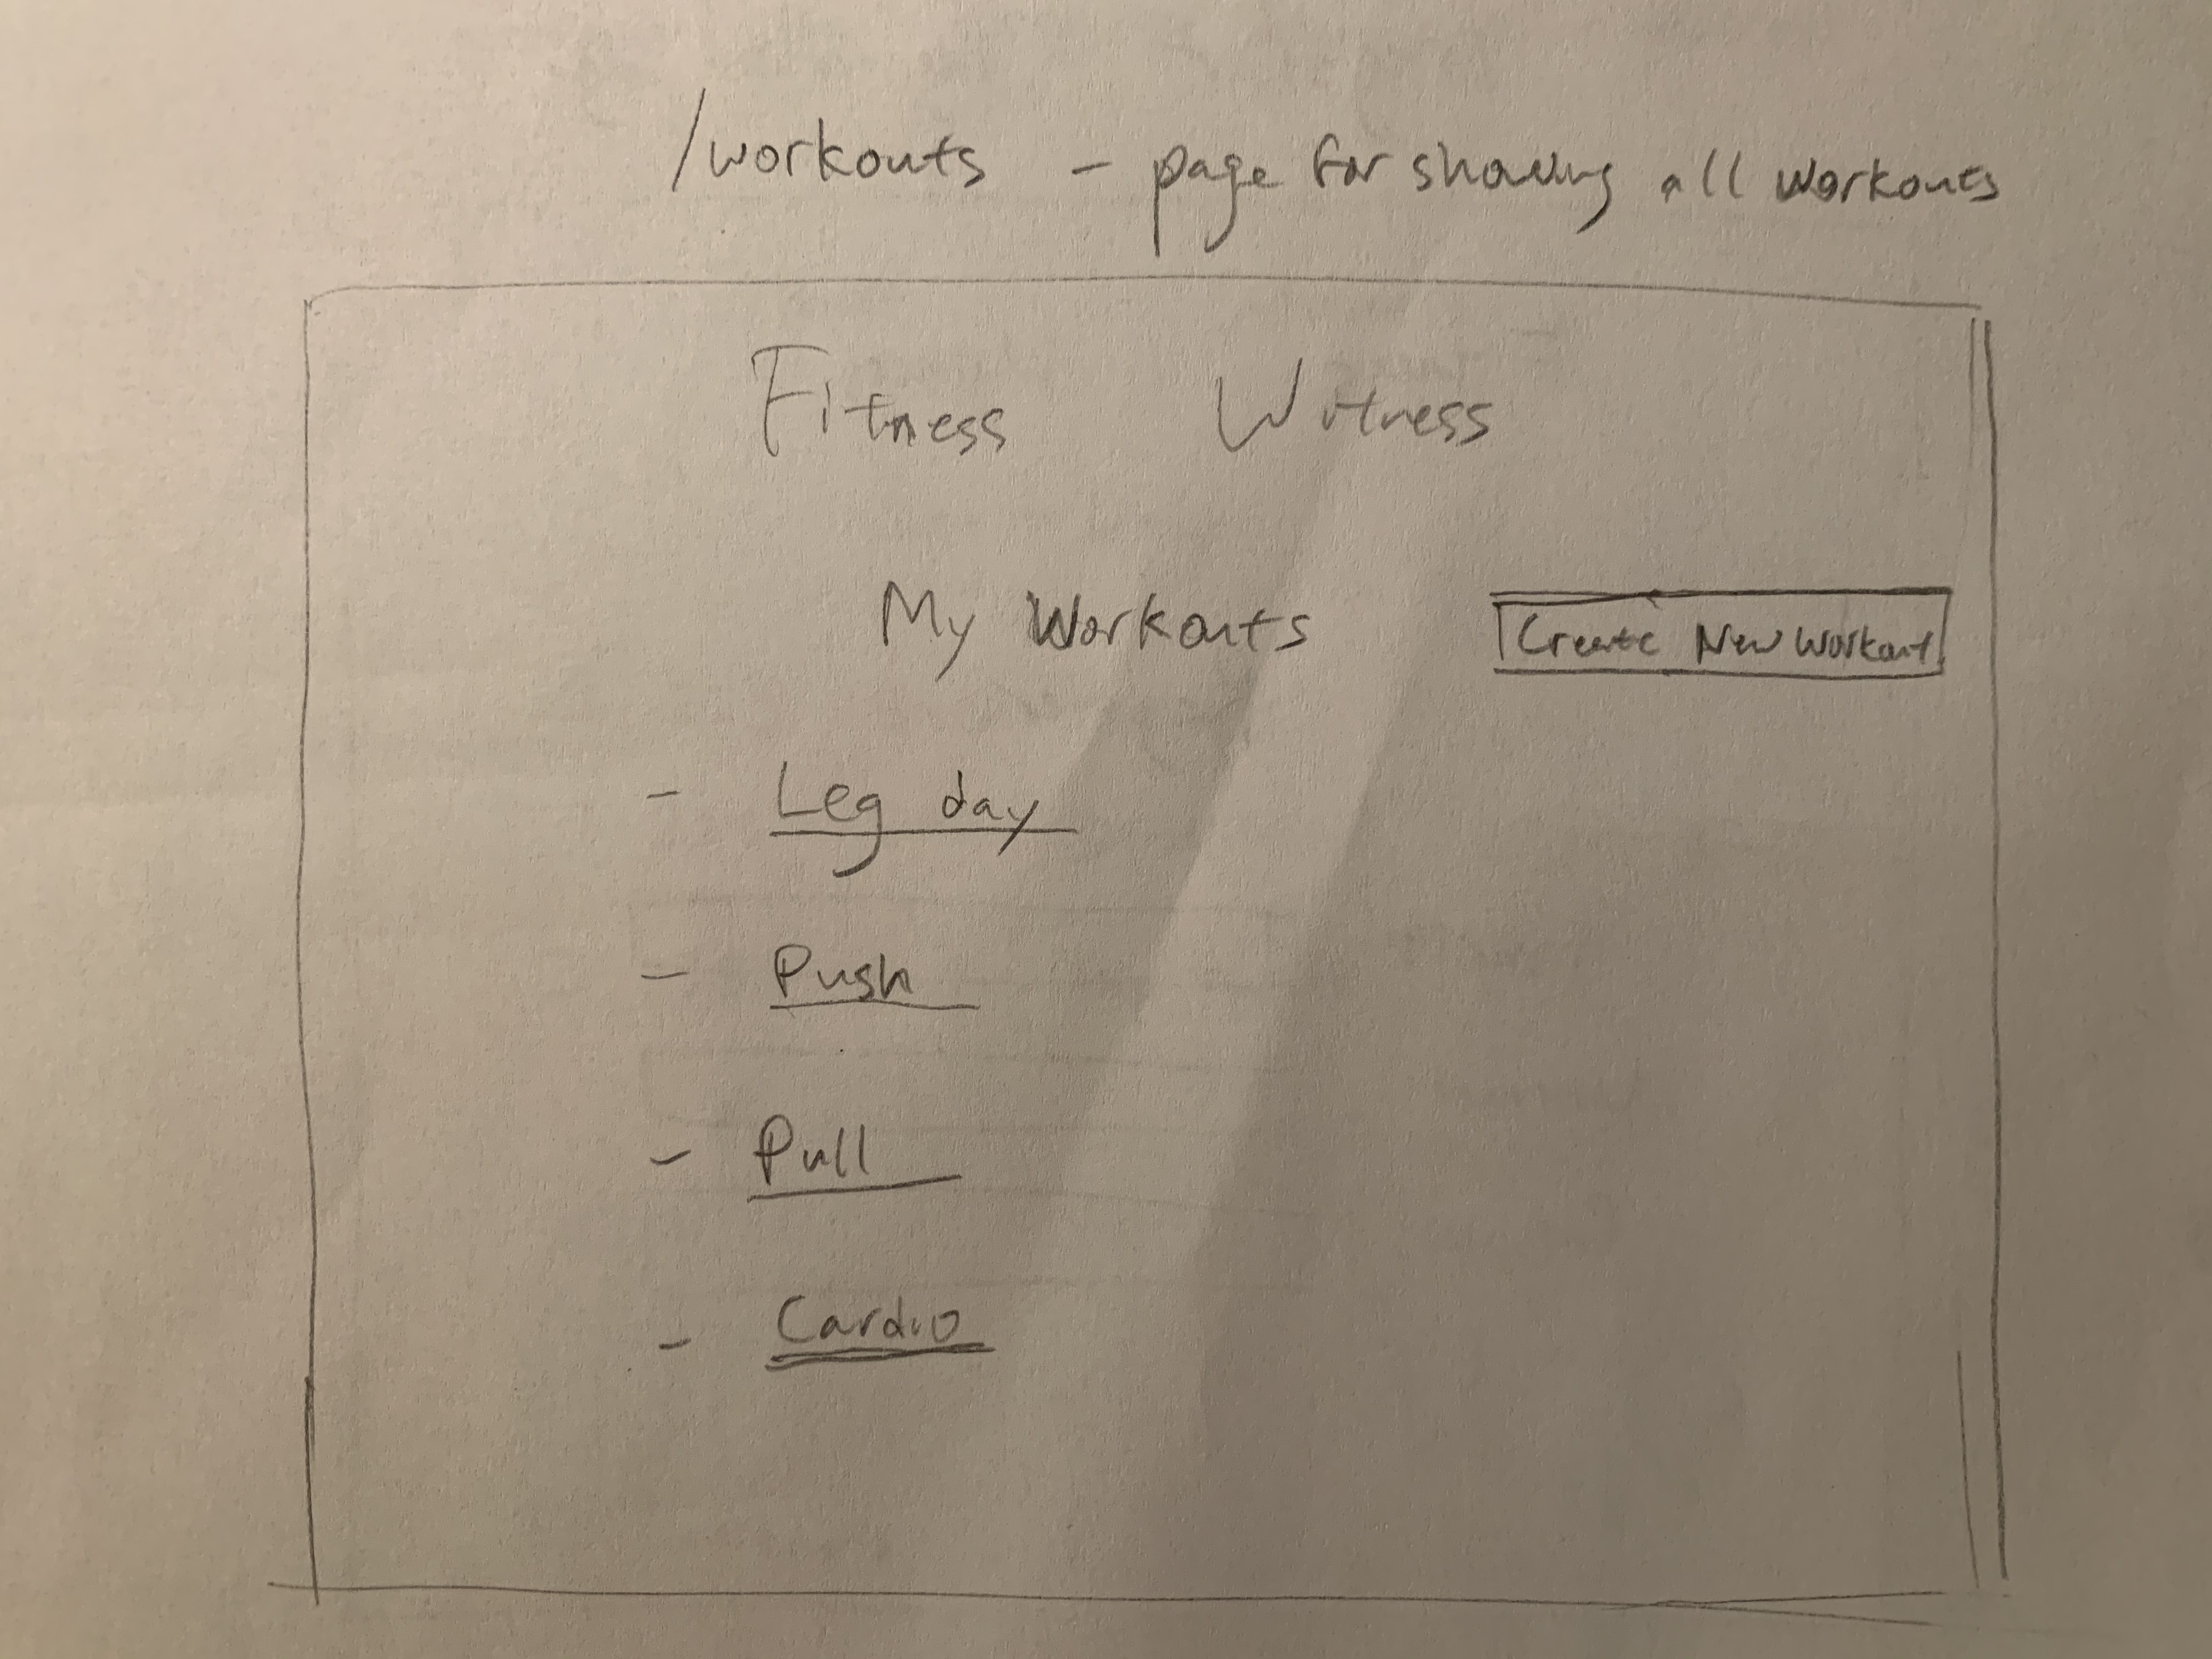 /workouts - page for showing all workouts
Fitness Witness
My Workouts
Create New Workout
- Leg day
- Push
- Pull
- Cardio